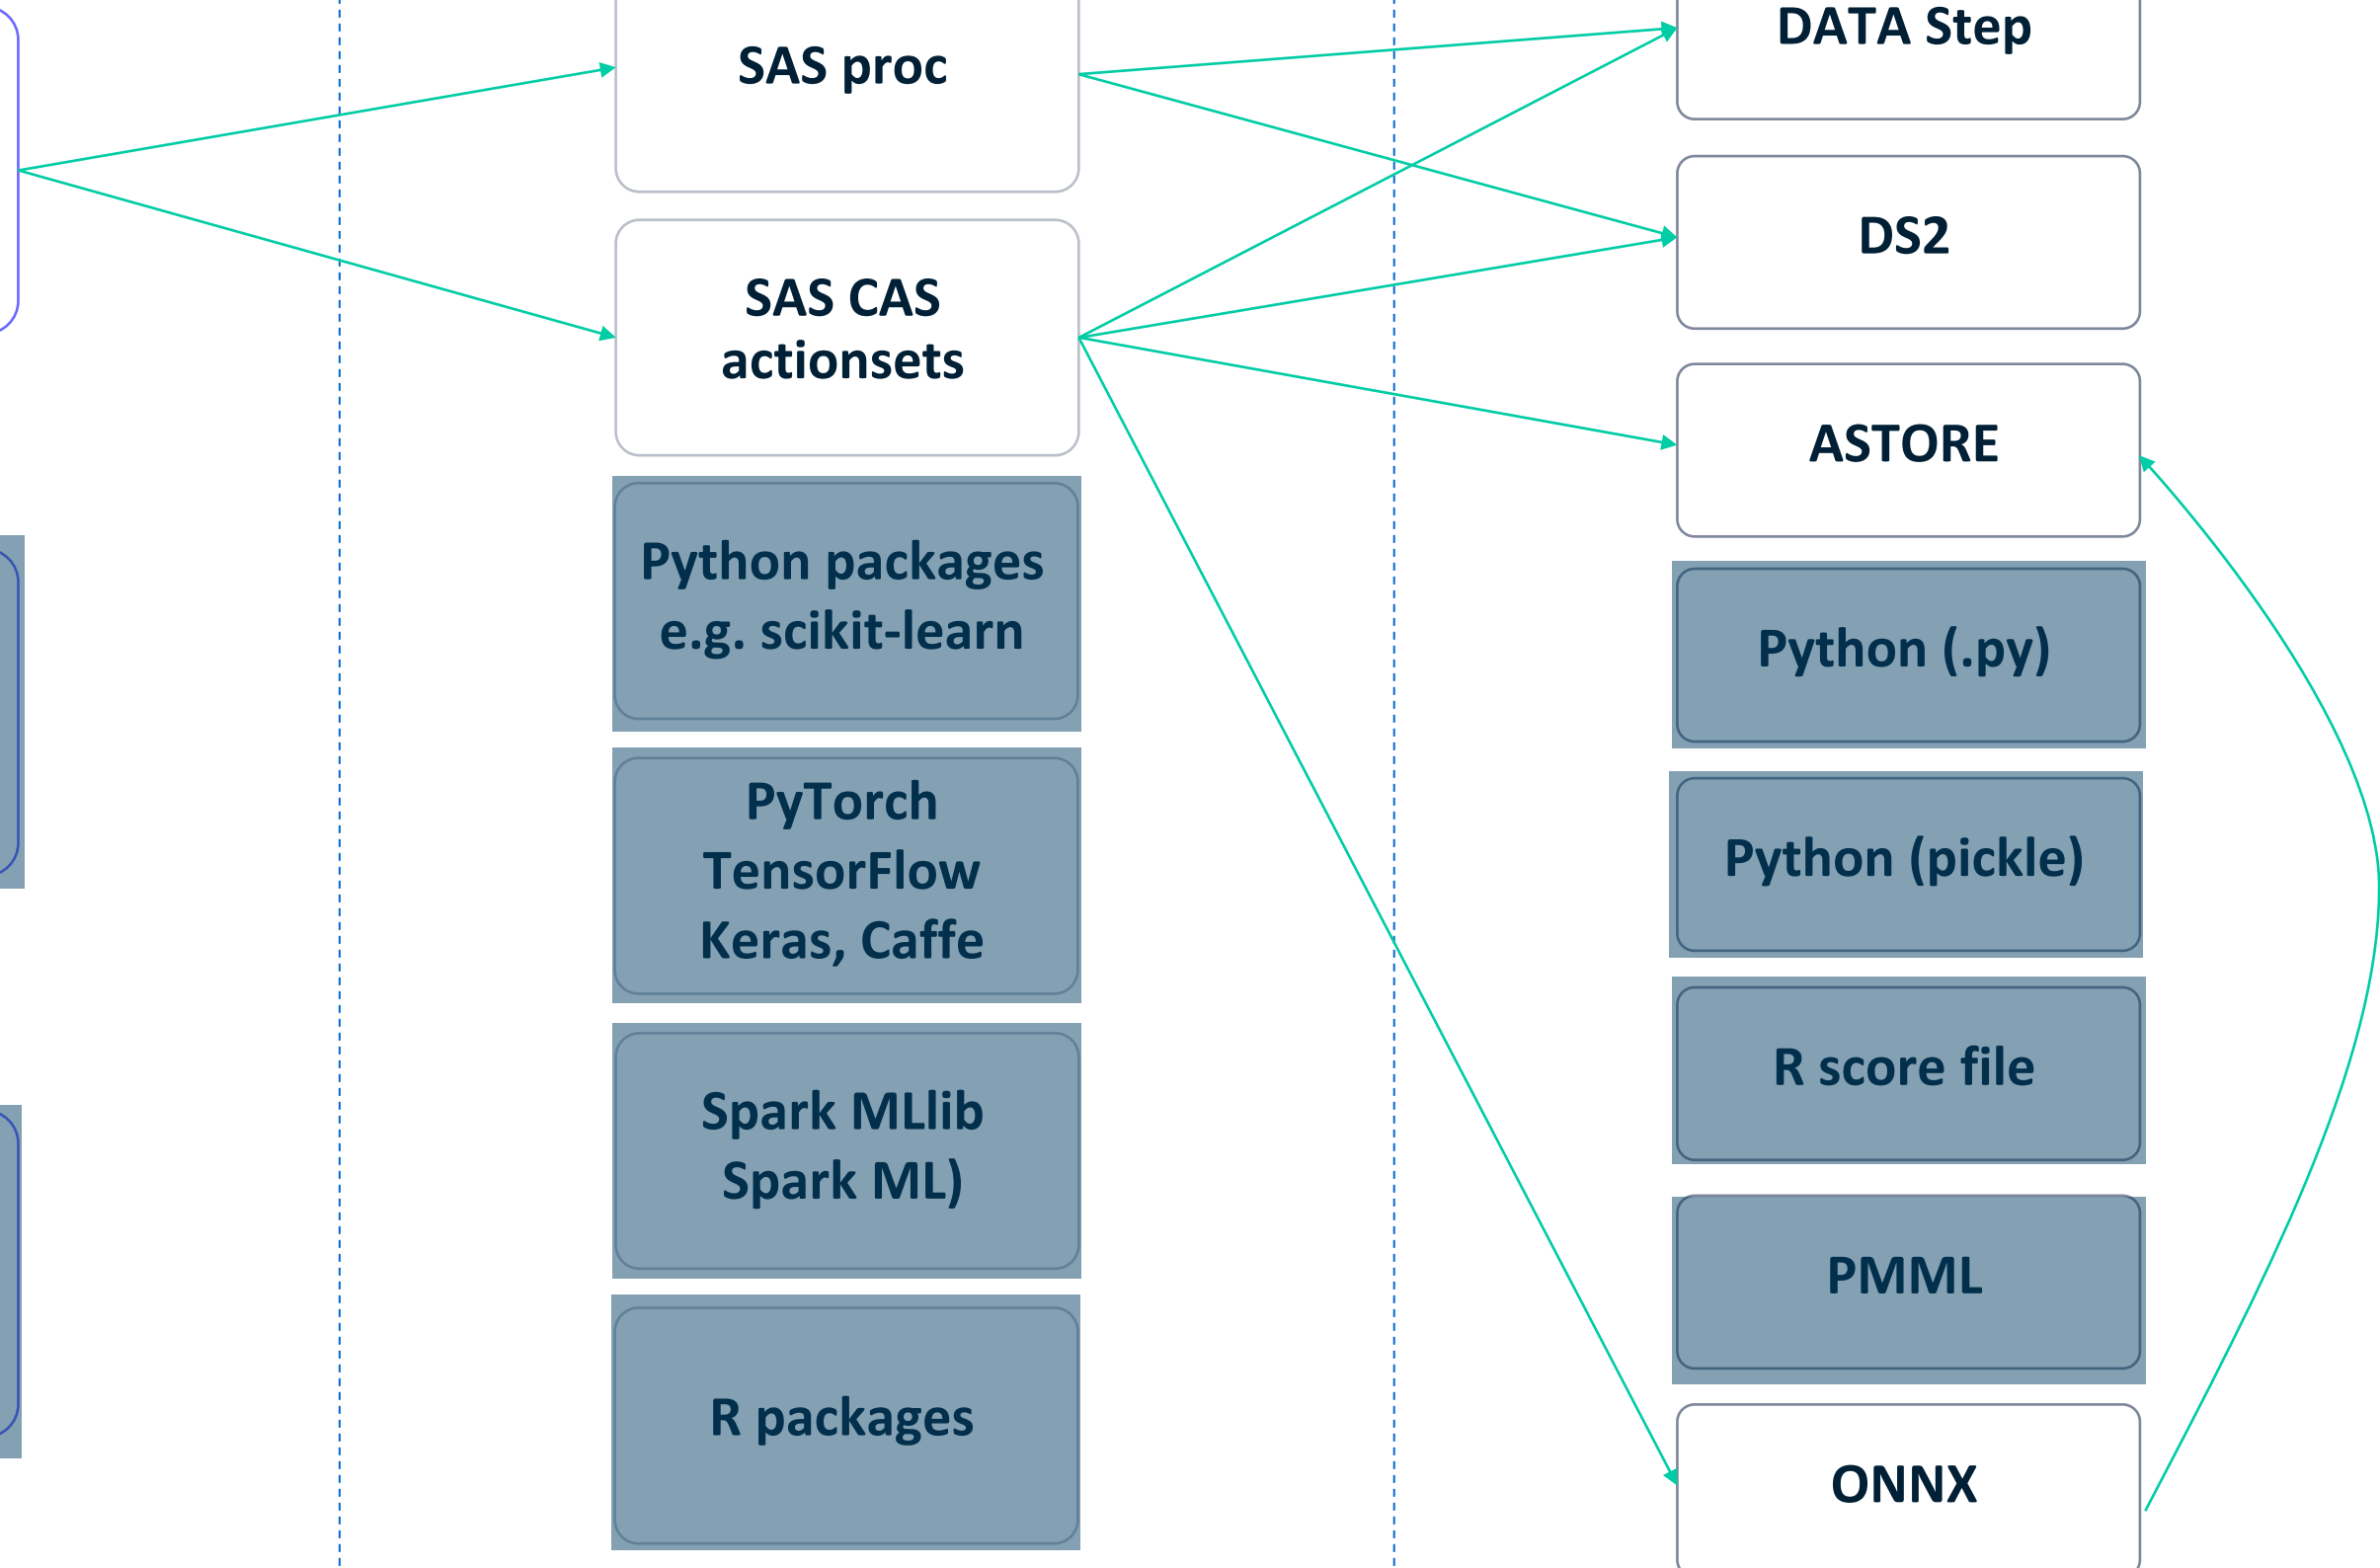 SAS proc
SAS CAS
actionsets
Python packages
e.g. scikit-learn
PyTorch
TensorFlow
Keras, Caffe
Spark MLlib
Spark ML)
R packages
DATA Step
DS2
ASTORE
Python (.py)
Python (pickle)
R score file
PMML
ONNX